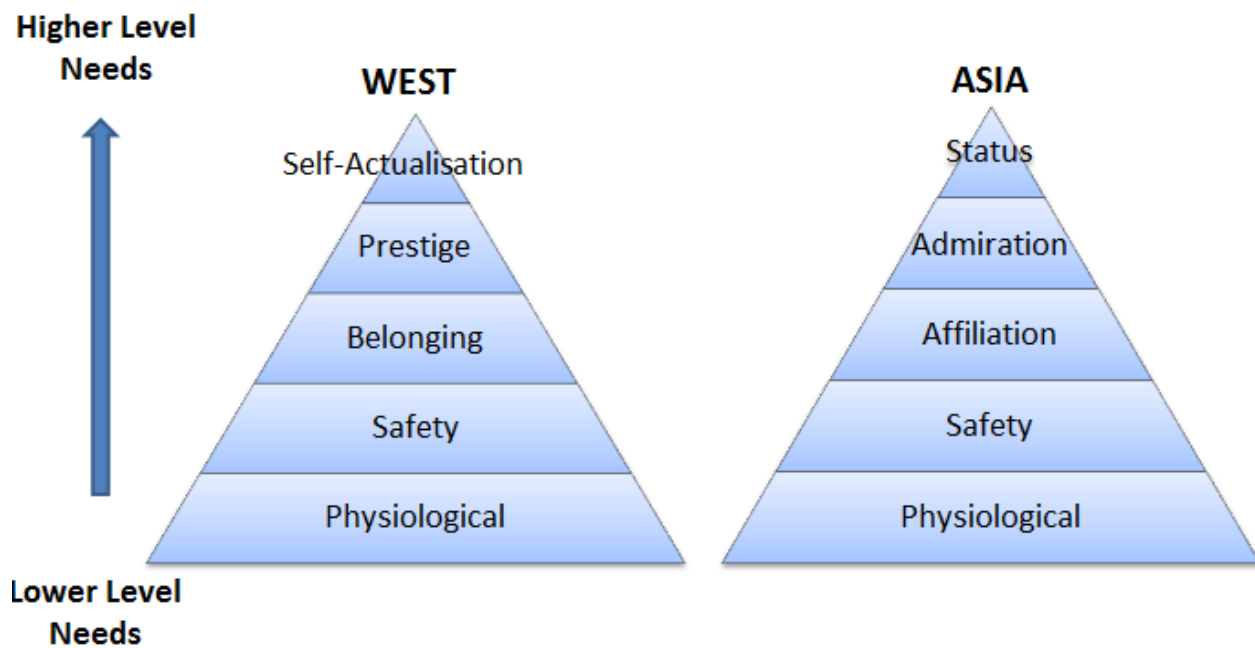 Higher Level
Needs
WEST
Self-Actualisation
Prestige
Belonging
Safety
Physiological
ASIA
Status
Admiration
Affiliation
Safety
Physiological
Lower Level
Needs